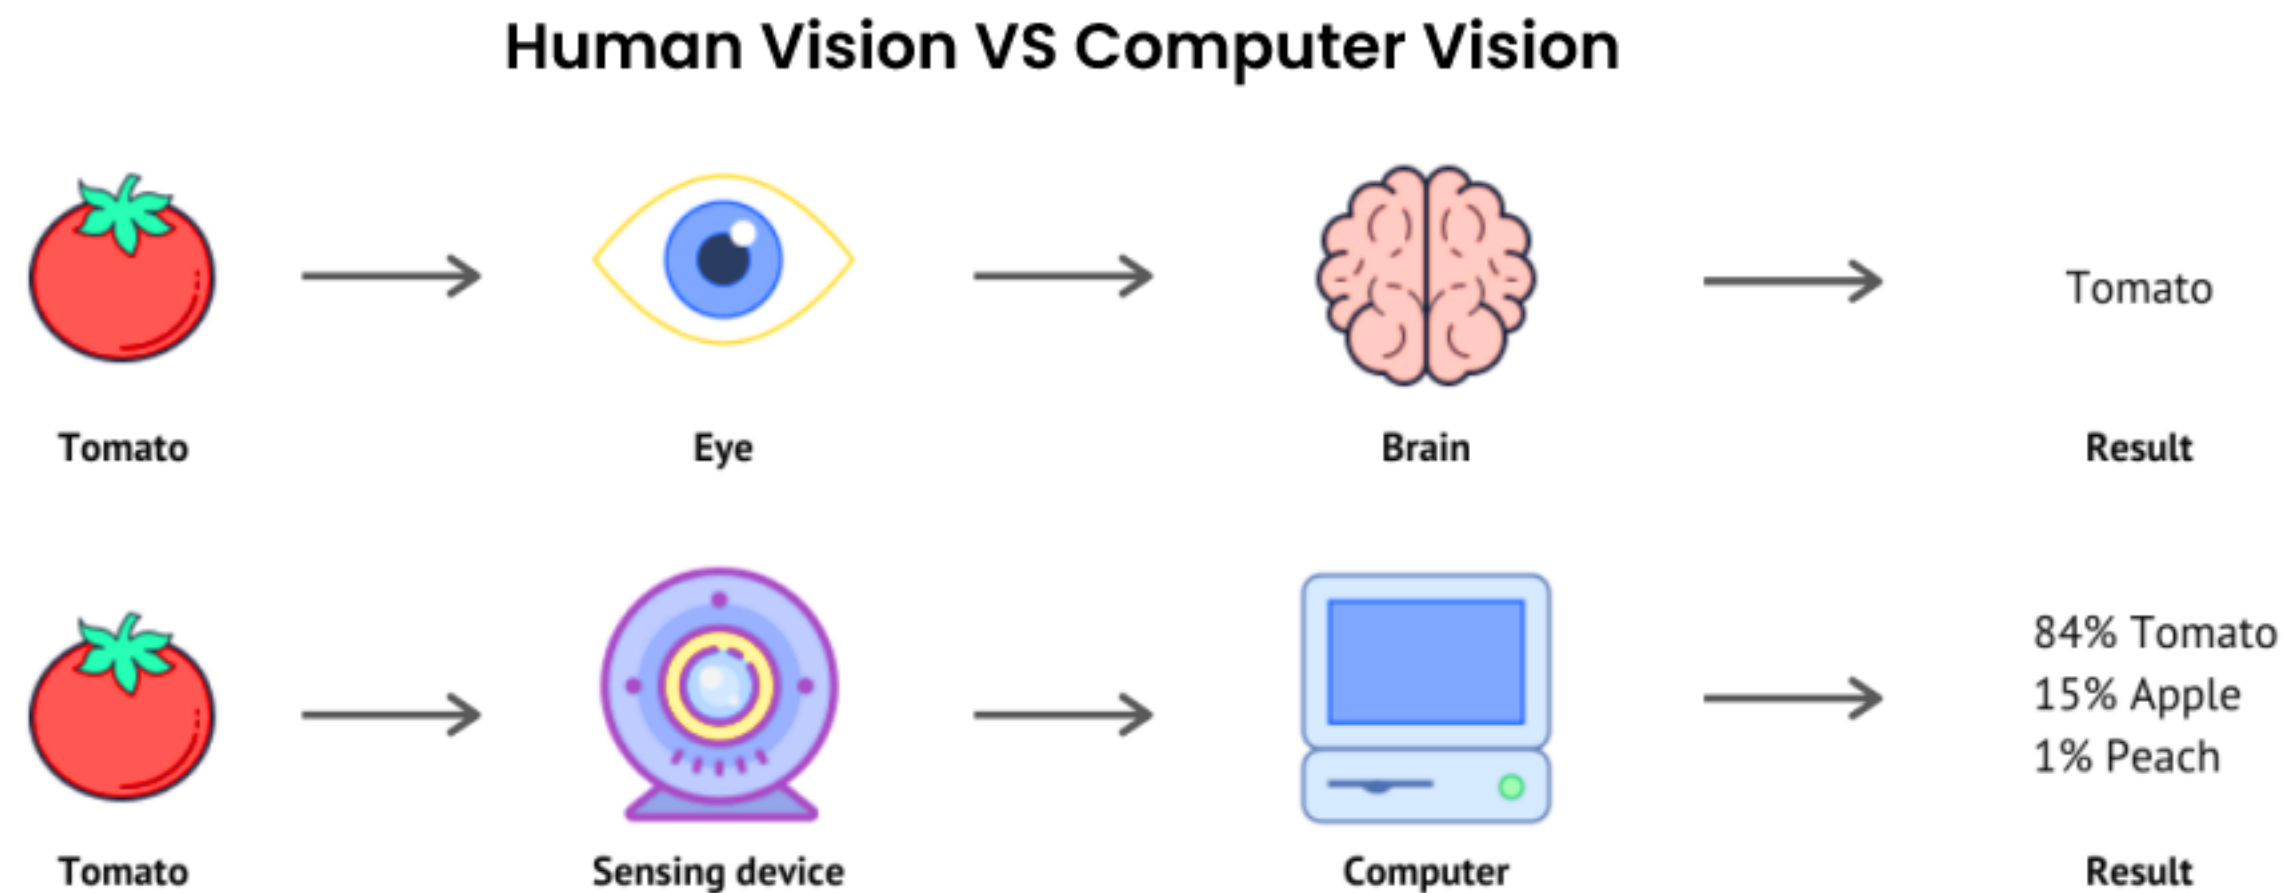 Human Vision VS Computer Vision
Tomato
Tomato
Eye
Brain
Result
84% Tomato
15% Apple
1% Peach
Tomato
Sensing device
Computer
Result